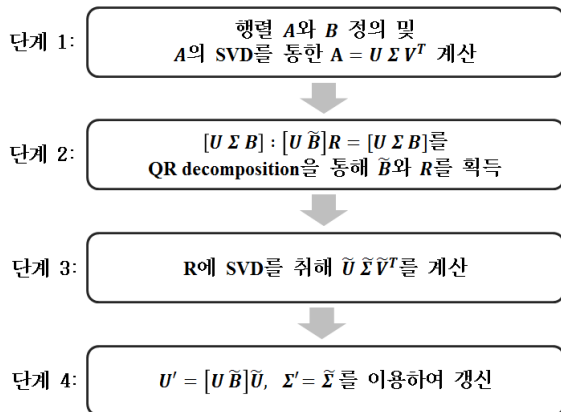 단계 1:
행렬 A와 B 정의 및
A의 SVD를 통한 A = U Σ V^T 계산
단계 2:
[U Σ B] : [U B̃]R = [U Σ B]를
QR decomposition을 통해 B̃와 R를 획득
단계 3:
R에 SVD를 취해 Ũ Σ̃ Ṽ^T를 계산
단계 4:
U′ = [U B̃]Ũ, Σ′ = Σ̃ 를 이용하여 갱신